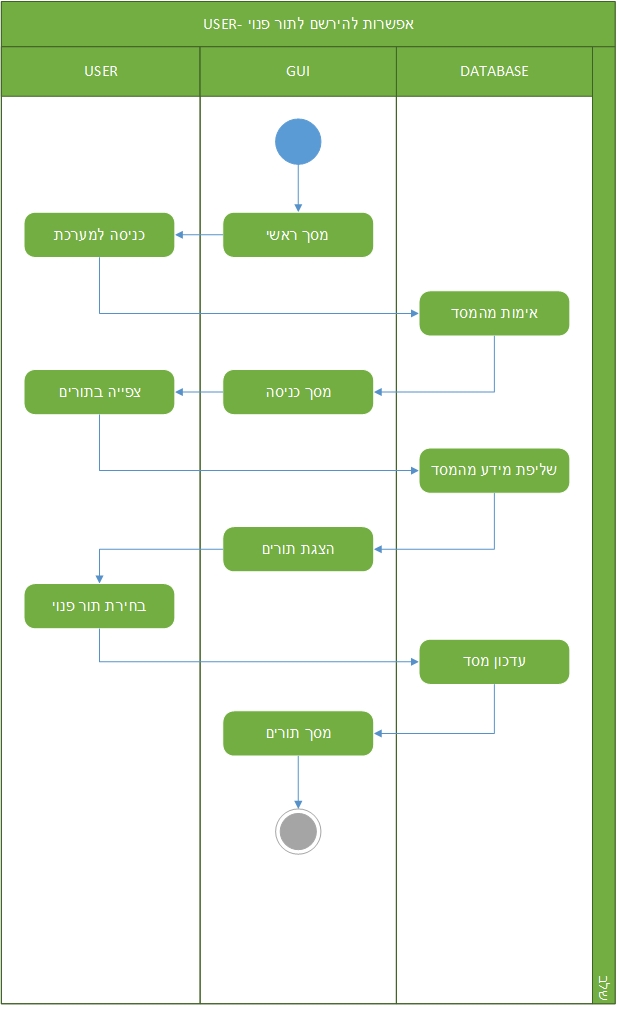 אפשרות להירשם לתור פנוי -USER
USER
GUI
DATABASE
מסך ראשי
כניסה למערכת
אימות מהמסד
מסך כניסה
צפייה בתורים
שליפת מידע מהמסד
הצגת תורים
בחירת תור פנוי
עדכון מסד
מסך תורים
שלב